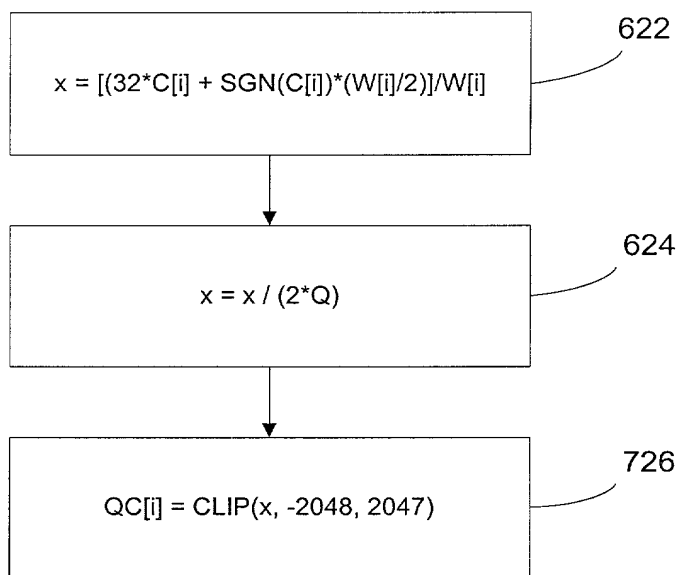 622
x = [(32*C[i] + SGN(C[i])*(W[i]/2)]/W[i]
624
x = x / (2*Q)
726
QC[i] = CLIP(x, -2048, 2047)